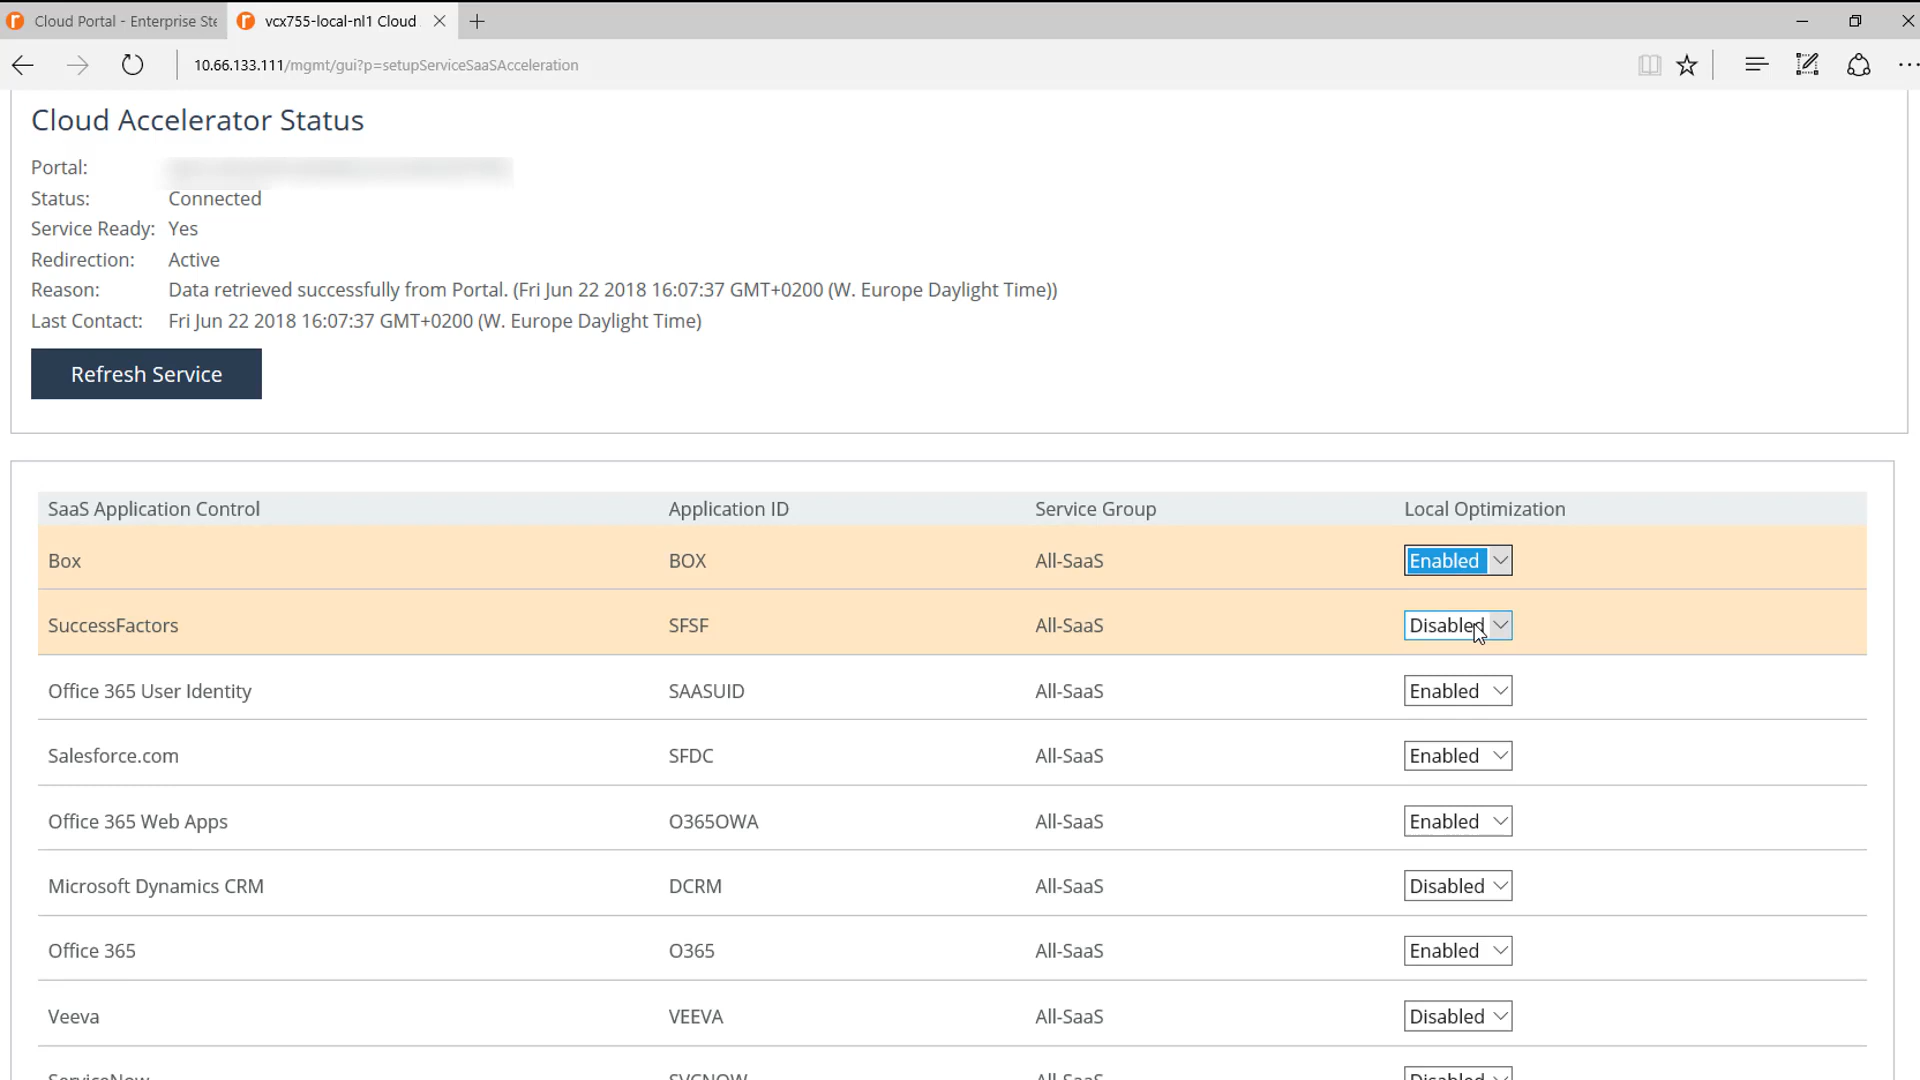 Cloud Portal - Enterprise Ste
vcx755-local-nl1 Cloud
10.66.133.111/mgmt/gui?p=setupServiceSaaSAcceleration
Cloud Accelerator Status
Portal:
Status: Connected
Service Ready: Yes
Redirection: Active
Reason: Data retrieved successfully from Portal. (Fri Jun 22 2018 16:07:37 GMT+0200 (W. Europe Daylight Time))
Last Contact: Fri Jun 22 2018 16:07:37 GMT+0200 (W. Europe Daylight Time)
Refresh Service
SaaS Application Control Application ID Service Group Local Optimization
Box BOX All-SaaS Enabled
SuccessFactors SFSF All-SaaS Disabled
Office 365 User Identity SAASUID All-SaaS Enabled
Salesforce.com SFDC All-SaaS Enabled
Office 365 Web Apps O365OWA All-SaaS Enabled
Microsoft Dynamics CRM DCRM All-SaaS Disabled
Office 365 O365 All-SaaS Enabled
Veeva VEEVA All-SaaS Disabled
ServiceNow SVCNOW All-SaaS Disabled